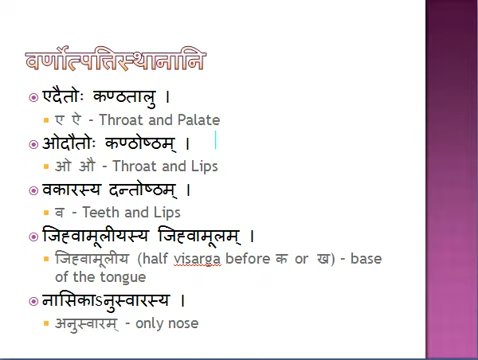 वर्णोत्पत्तिस्थानानि
एदैतोः कण्ठतालु ।
ए ऐ – Throat and Palate
ओदौतोः कण्ठोष्ठम् ।
ओ औ – Throat and Lips
वकारस्य दन्तोष्ठम् ।
ब – Teeth and Lips
जिह्वामूलीयस्य जिह्वामूलम् ।
जिह्वामूलीय (half visarga before क or ख) – base
of the tongue
नासिकाऽनुस्वारस्य ।
अनुस्वारम् – only nose